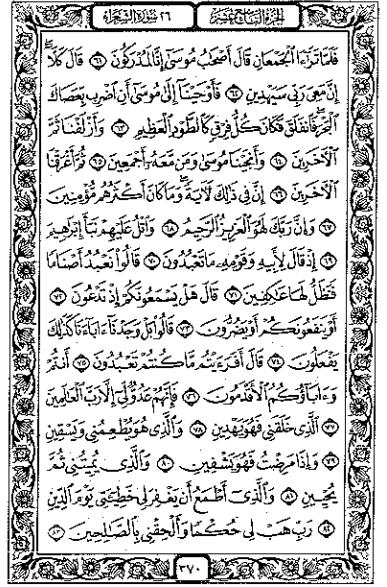 الجزء التاسع عشر ٢٦ سورة الشعراء
فَلَمَّا تَرَٰٓءَا ٱلْجَمْعَانِ قَالَ أَصْحَٰبُ مُوسَىٰٓ إِنَّا لَمُدْرَكُونَ ٦١ قَالَ كَلَّآ
إِنَّ مَعِىَ رَبِّى سَيَهْدِينِ ٦٢ فَأَوْحَيْنَآ إِلَىٰ مُوسَىٰٓ أَنِ ٱضْرِب بِّعَصَاكَ
ٱلْبَحْرَ فَٱنفَلَقَ فَكَانَ كُلُّ فِرْقٍ كَٱلطَّوْدِ ٱلْعَظِيمِ ٦٣ وَأَزْلَفْنَا ثَمَّ
ٱلْءَاخَرِينَ ٦٤ وَأَنجَيْنَا مُوسَىٰ وَمَن مَّعَهُۥٓ أَجْمَعِينَ ٦٥ ثُمَّ أَغْرَقْنَا
ٱلْءَاخَرِينَ ٦٦ إِنَّ فِى ذَٰلِكَ لَءَايَةً وَمَا كَانَ أَكْثَرُهُم مُّؤْمِنِينَ
٦٧ وَإِنَّ رَبَّكَ لَهُوَ ٱلْعَزِيزُ ٱلرَّحِيمُ ٦٨ وَٱتْلُ عَلَيْهِمْ نَبَأَ إِبْرَٰهِيمَ
٦٩ إِذْ قَالَ لِأَبِيهِ وَقَوْمِهِۦ مَا تَعْبُدُونَ ٧٠ قَالُوا۟ نَعْبُدُ أَصْنَامًا
فَنَظَلُّ لَهَا عَٰكِفِينَ ٧١ قَالَ هَلْ يَسْمَعُونَكُمْ إِذْ تَدْعُونَ ٧٢
أَوْ يَنفَعُونَكُمْ أَوْ يَضُرُّونَ ٧٣ قَالُوا۟ بَلْ وَجَدْنَآ ءَابَآءَنَا كَذَٰلِكَ
يَفْعَلُونَ ٧٤ قَالَ أَفَرَءَيْتُم مَّا كُنتُمْ تَعْبُدُونَ ٧٥ أَنتُمْ
وَءَابَآؤُكُمُ ٱلْأَقْدَمُونَ ٧٦ فَإِنَّهُمْ عَدُوٌّ لِّىٓ إِلَّا رَبَّ ٱلْعَٰلَمِينَ
٧٧ ٱلَّذِى خَلَقَنِى فَهُوَ يَهْدِينِ ٧٨ وَٱلَّذِى هُوَ يُطْعِمُنِى وَيَسْقِينِ
٧٩ وَإِذَا مَرِضْتُ فَهُوَ يَشْفِينِ ٨٠ وَٱلَّذِى يُمِيتُنِى ثُمَّ
يُحْيِينِ ٨١ وَٱلَّذِىٓ أَطْمَعُ أَن يَغْفِرَ لِى خَطِيٓـَٔتِى يَوْمَ ٱلدِّينِ
٨٢ رَبِّ هَبْ لِى حُكْمًا وَأَلْحِقْنِى بِٱلصَّٰلِحِينَ ٨٣
٣٧٠